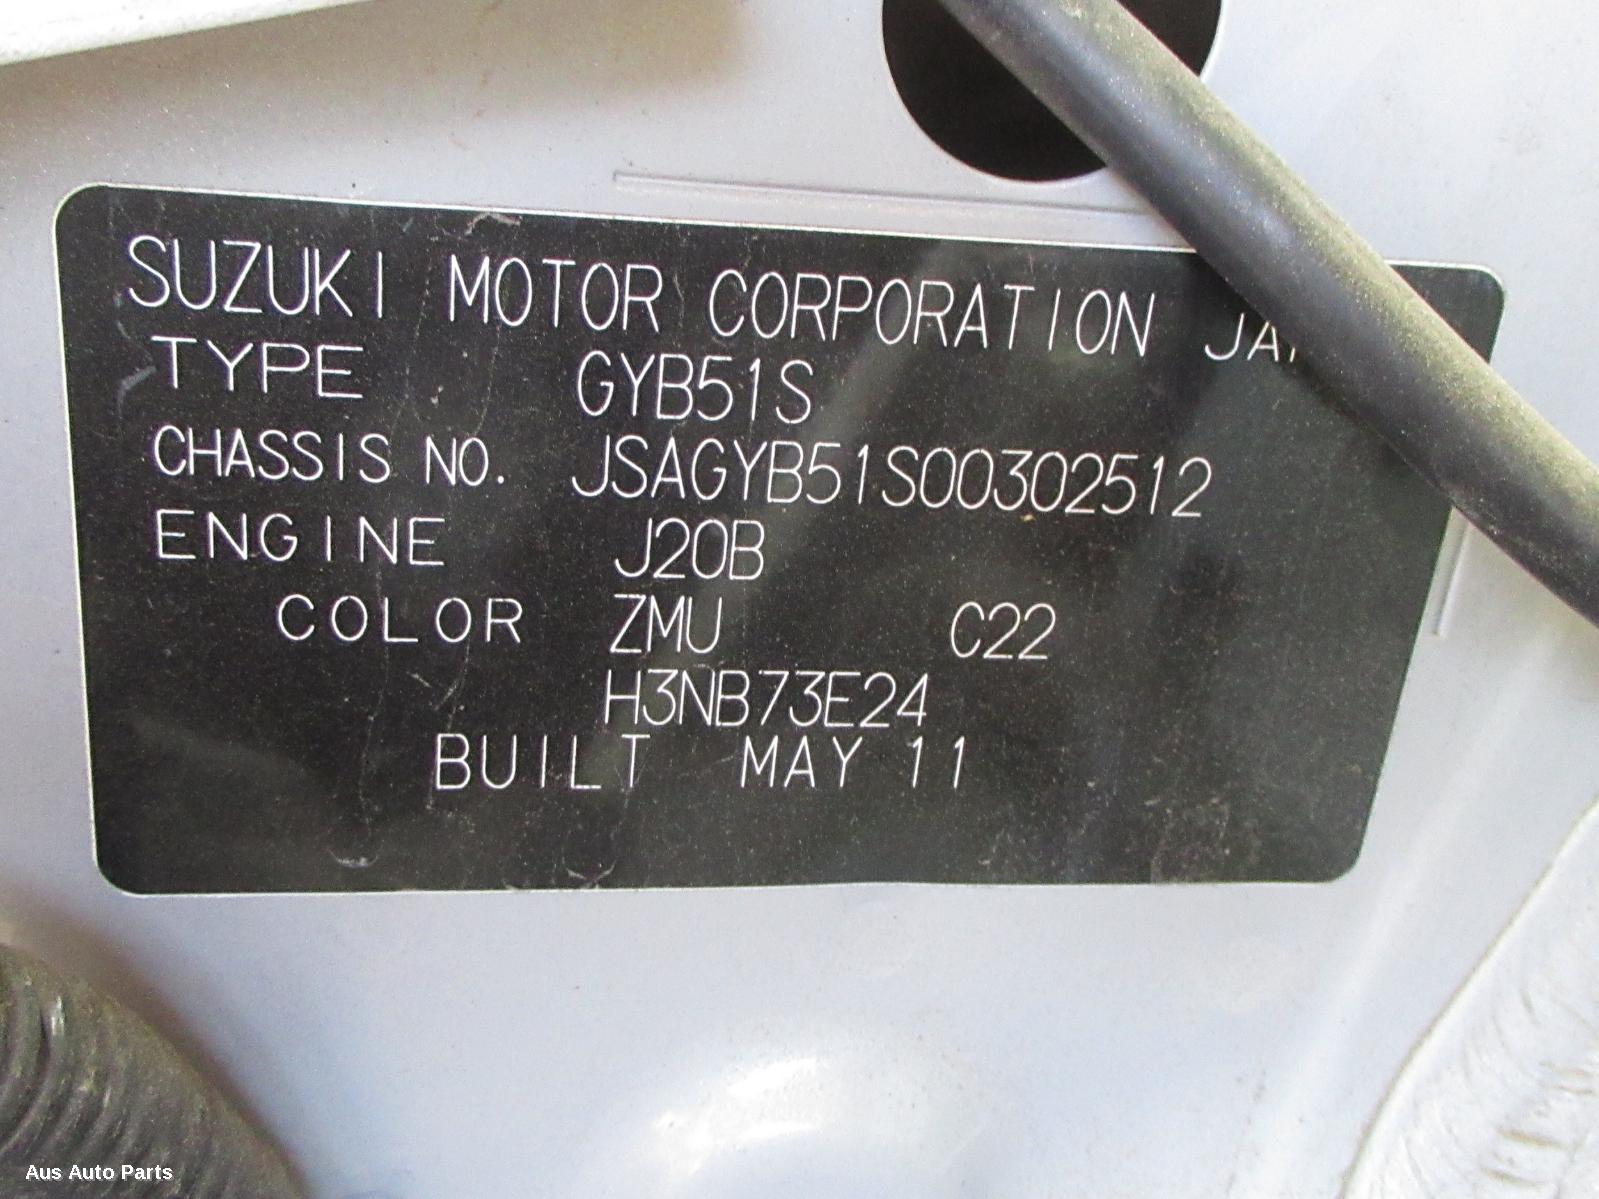 SUZUKI MOTOR CORPORATION
TYPE GYB51S
CHASSIS NO. JSAGYB51S00302512
ENGINE J20B
COLOR ZMU C22
H3NB73E24
BUILT MAY 11
Aus Auto Parts